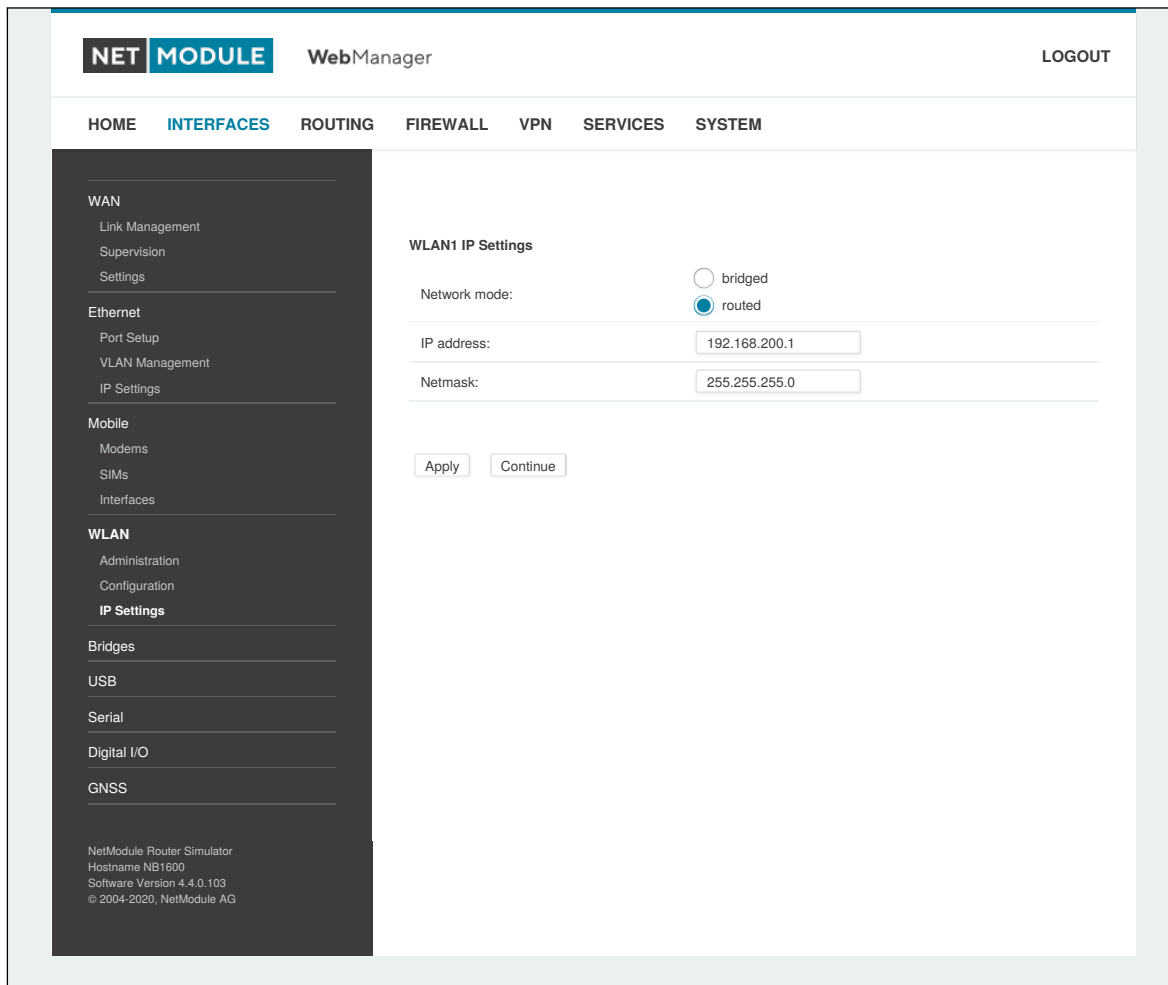 NET MODULE WebManager LOGOUT
HOME INTERFACES ROUTING FIREWALL VPN SERVICES SYSTEM
WAN
Link Management
Supervision
Settings
Ethernet
Port Setup
VLAN Management
IP Settings
Mobile
Modems
SIMs
Interfaces
WLAN
Administration
Configuration
IP Settings
Bridges
USB
Serial
Digital I/O
GNSS
NetModule Router Simulator
Hostname NB1600
Software Version 4.4.0.103
© 2004-2020, NetModule AG
WLAN1 IP Settings
Network mode:
bridged
routed
IP address: 192.168.200.1
Netmask: 255.255.255.0
Apply Continue